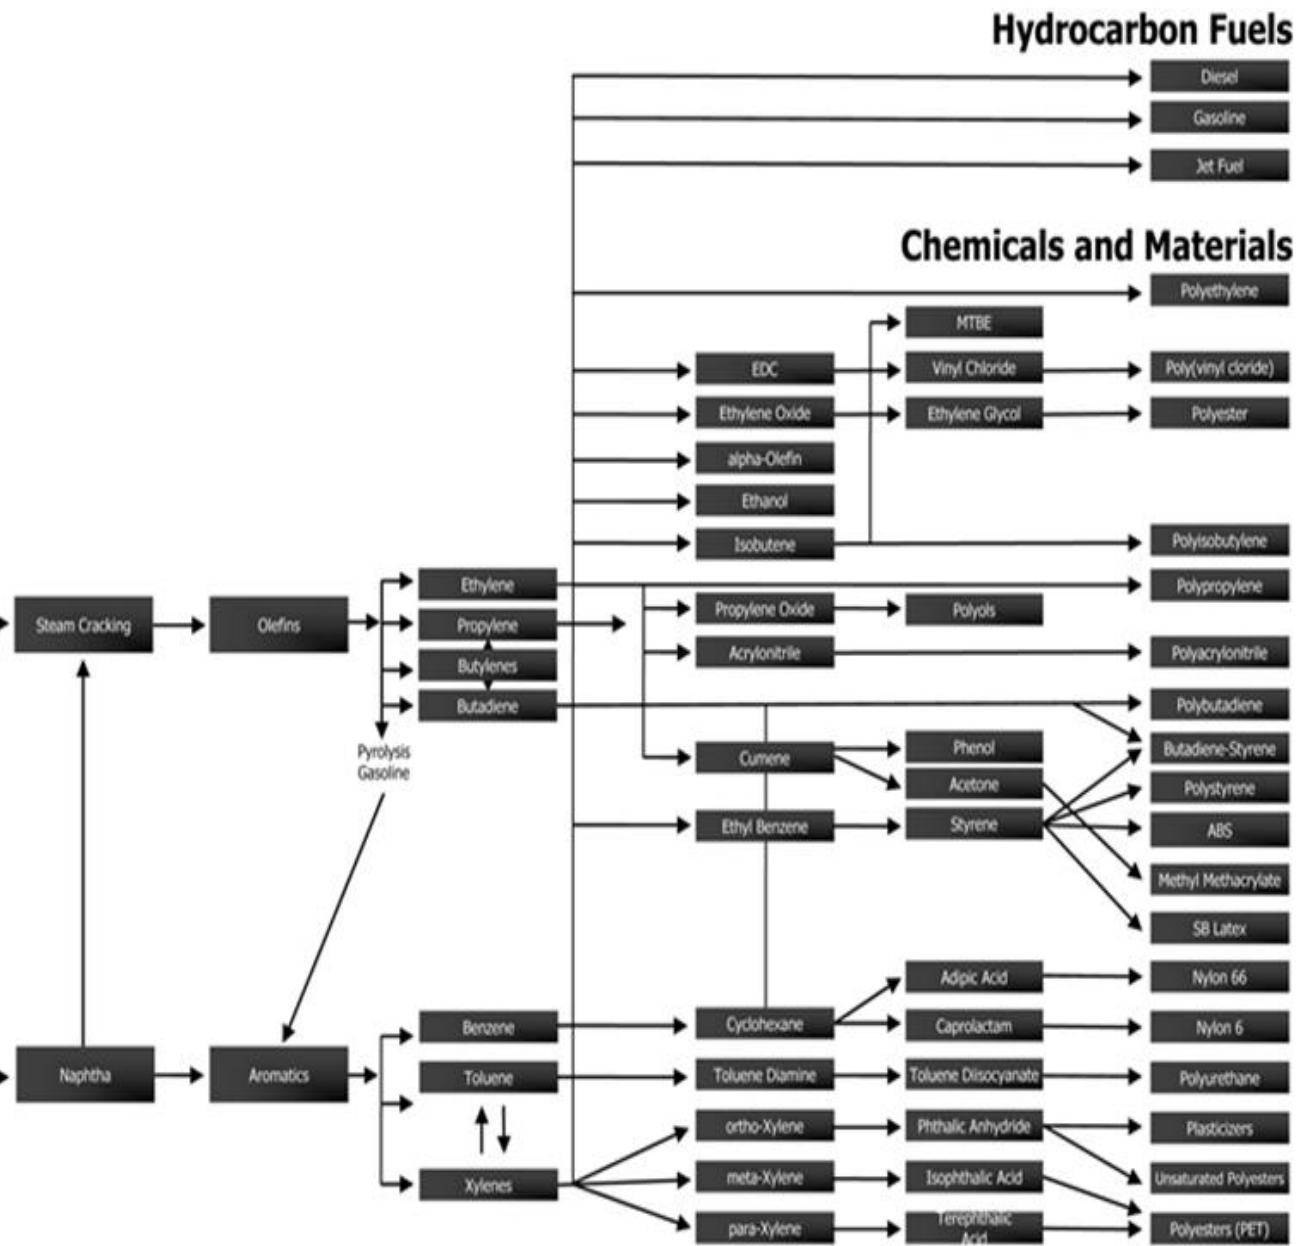 Hydrocarbon Fuels
Diesel
Gasoline
Jet Fuel
Chemicals and Materials
Polyethylene
MTBE
EDC
Vinyl Chloride
Poly(vinyl cloride)
Ethylene Oxide
Ethylene Glycol
Polyester
alpha-Olefin
Ethanol
Isobutene
Polyisobutylene
Steam Cracking
Olefins
Ethylene
Propylene
Butylenes
Butadiene
Pyrolysis
Gasoline
Polypropylene
Propylene Oxide
Polyols
Acrylonitrile
Polyacrylonitrile
Polybutadiene
Cumene
Phenol
Acetone
Butadiene-Styrene
Polystyrene
Ethyl Benzene
Styrene
ABS
Methyl Methacrylate
SB Latex
Naphtha
Aromatics
Benzene
Toluene
Xylenes
Cyclohexane
Adipic Acid
Nylon 66
Caprolactam
Nylon 6
Toluene Diamine
Toluene Diisocyanate
Polyurethane
ortho-Xylene
Phthalic Anhydride
Plasticizers
meta-Xylene
Isophthalic Acid
Unsaturated Polyesters
para-Xylene
Terephthalic
Acid
Polyesters (PET)